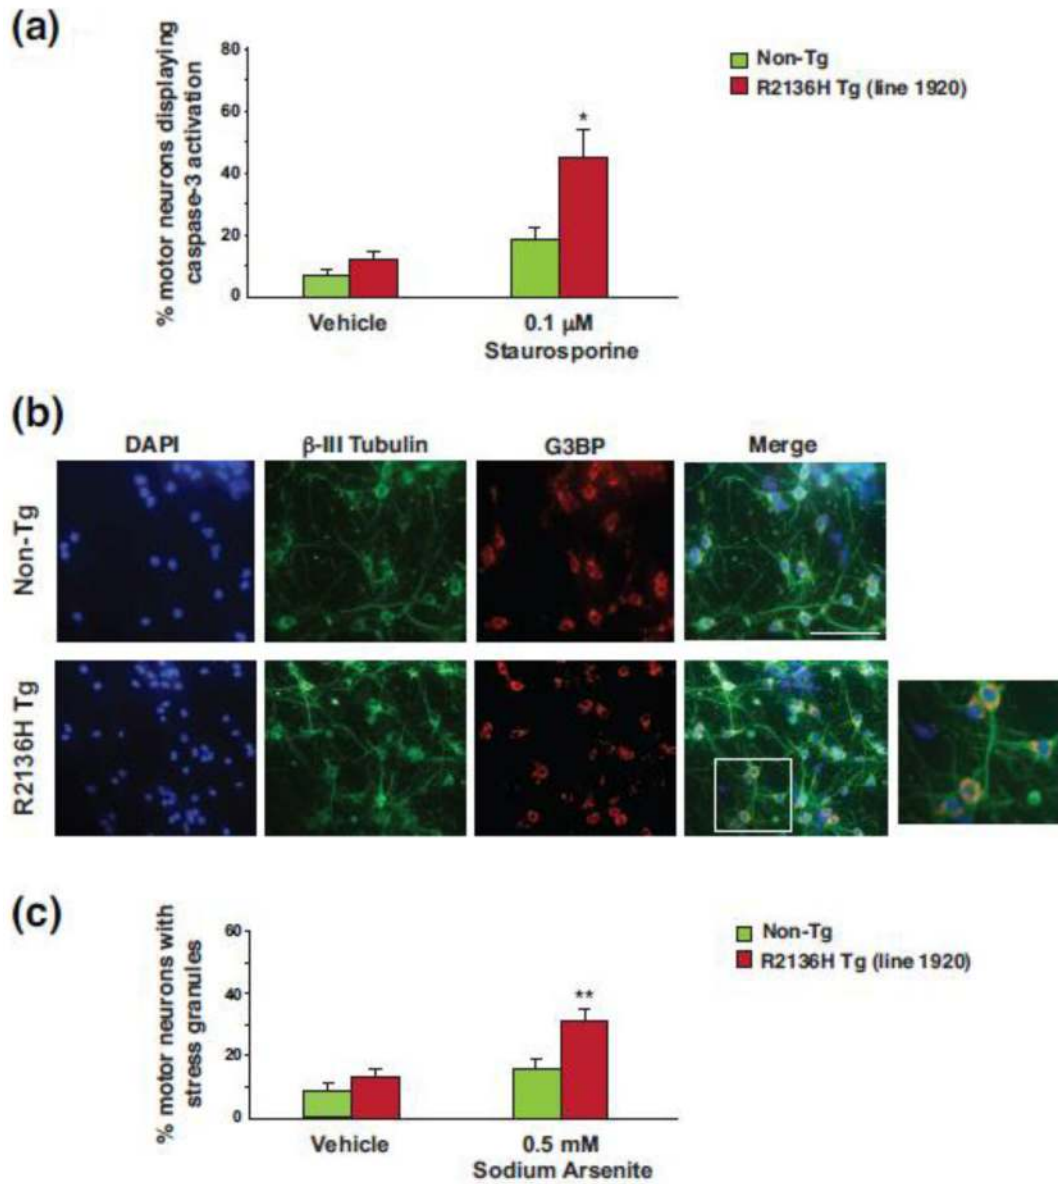 (a)
% motor neurons displaying
caspase-3 activation
80
60
40
20
0
*
Non-Tg
R2136H Tg (line 1920)
Vehicle
0.1 μM
Staurosporine
(b)
DAPI
β-III Tubulin
G3BP
Merge
Non-Tg
R2136H Tg
(c)
% motor neurons with
stress granules
60
40
20
0
**
Non-Tg
R2136H Tg (line 1920)
Vehicle
0.5 mM
Sodium Arsenite